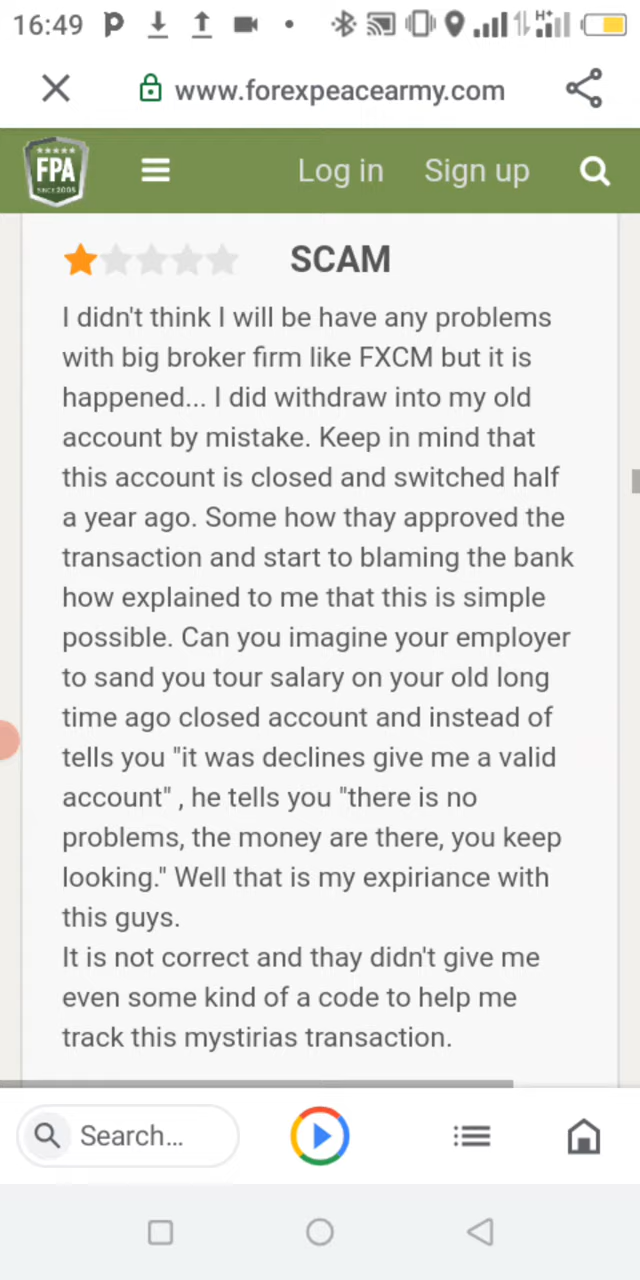 16:49
H+
www.forexpeacearmy.com
FPA
SINCE 2005
Log in
Sign up
SCAM
I didn't think I will be have any problems
with big broker firm like FXCM but it is
happened... I did withdraw into my old
account by mistake. Keep in mind that
this account is closed and switched half
a year ago. Some how thay approved the
transaction and start to blaming the bank
how explained to me that this is simple
possible. Can you imagine your employer
to sand you tour salary on your old long
time ago closed account and instead of
tells you "it was declines give me a valid
account" , he tells you "there is no
problems, the money are there, you keep
looking." Well that is my expiriance with
this guys.
It is not correct and thay didn't give me
even some kind of a code to help me
track this mystirias transaction.
Search...